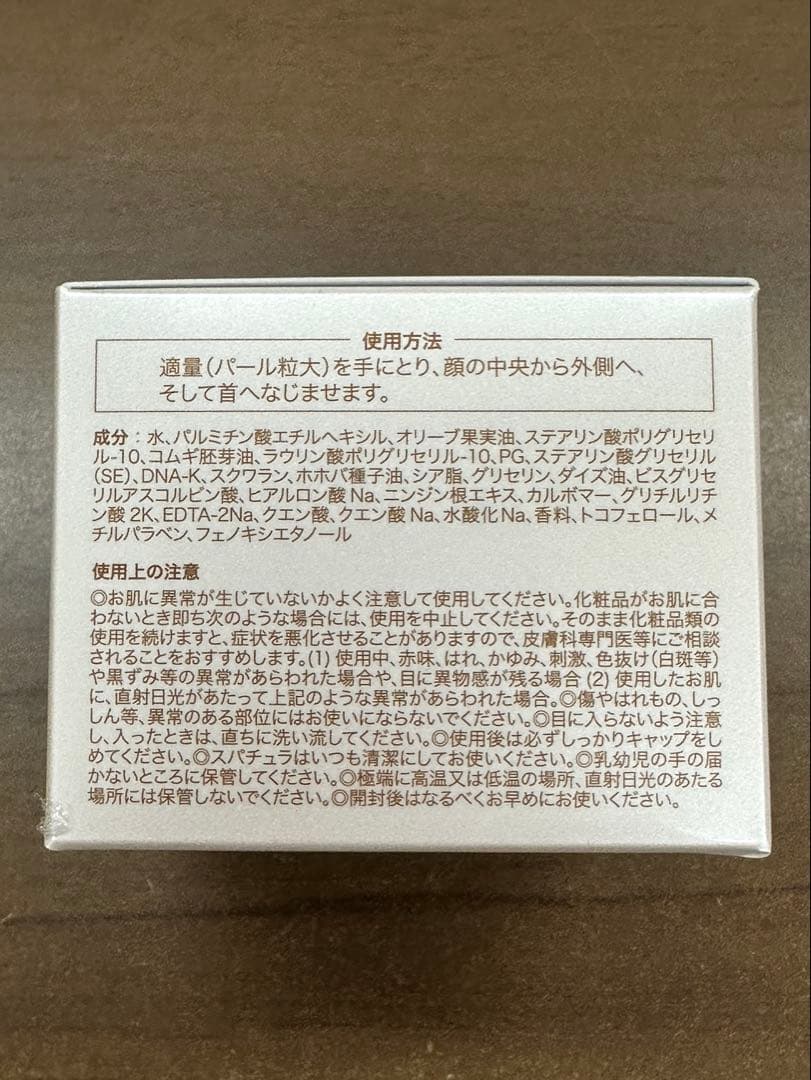 使用方法
適量（パール粒大）を手にとり、顔の中央から外側へ、
そして首へなじませます。
成分：水、パルミチン酸エチルヘキシル、オリーブ果実油、ステアリン酸ポリグリセリ
ル-10、コムギ胚芽油、ラウリン酸ポリグリセリル-10、PG、ステアリン酸グリセリル
（SE）、DNA-K、スクワラン、ホホバ種子油、シア脂、グリセリン、ダイズ油、ビスグリセ
リルアスコルビン酸、ヒアルロン酸Na、ニンジン根エキス、カルボマー、グリチルリチ
ン酸2K、EDTA-2Na、クエン酸、クエン酸Na、水酸化Na、香料、トコフェロール、メ
チルパラベン、フェノキシエタノール
使用上の注意
◎お肌に異常が生じていないかよく注意して使用してください。化粧品がお肌に合
わないとき即ち次のような場合には、使用を中止してください。そのまま化粧品類の
使用を続けますと、症状を悪化させることがありますので、皮膚科専門医等にご相談
されることをおすすめします。(1) 使用中、赤味、はれ、かゆみ、刺激、色抜け（白斑等）
や黒ずみ等の異常があらわれた場合や、目に異物感が残る場合 (2) 使用したお肌
に、直射日光があたって上記のような異常があらわれた場合。◎傷やはれもの、しっ
しん等、異常のある部位にはお使いにならないでください。◎目に入らないよう注意
し、入ったときは、直ちに洗い流してください。◎使用後は必ずしっかりキャップをし
めてください。◎スパチュラはいつも清潔にしてお使いください。◎乳幼児の手の届
かないところに保管してください。◎極端に高温又は低温の場所、直射日光のあたる
場所には保管しないでください。◎開封後はなるべくお早めにお使いください。